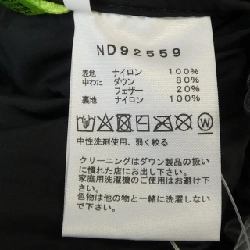 ND92559
表地 ナイロン 100%
中わた ダウン 80%
フェザー 20%
裏地 ナイロン 100%
中性洗剤使用、弱く絞る
クリーニングはダウン製品の扱い
に慣れた店にお出し下さい。
家庭用洗濯機のご使用はお避け
下さい。
色物は他の物と一緒に洗濯しない
で下さい。